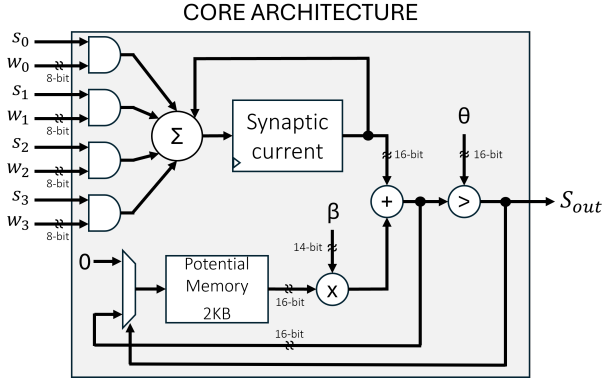 CORE ARCHITECTURE
s₀
w₀
8-bit
s₁
w₁
8-bit
s₂
w₂
8-bit
s₃
w₃
8-bit
Σ
Synaptic
current
16-bit
θ
16-bit
+
>
S_out
β
14-bit
0
Potential
Memory
2KB
16-bit
x
16-bit